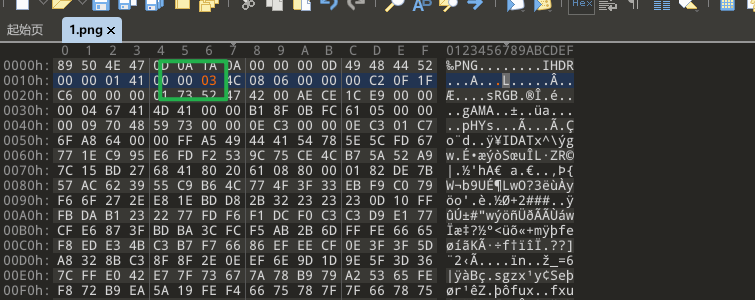 Hex
起始页 1.png ×
0 1 2 3 4 5 6 7 8 9 A B C D E F 0123456789ABCDEF
0000h: 89 50 4E 47 0D 0A 1A 0A 00 00 00 0D 49 48 44 52 ‰PNG........IHDR
0010h: 00 00 01 41 00 00 03 4C 08 06 00 00 00 C2 0F 1F ...A...L.....Â..
0020h: C6 00 00 00 01 73 52 47 42 00 AE CE 1C E9 00 00 Æ....sRGB.®Î.é..
0030h: 00 04 67 41 4D 41 00 00 B1 8F 0B FC 61 05 00 00 ..gAMA..±..üa...
0040h: 00 09 70 48 59 73 00 00 0E C3 00 00 0E C3 01 C7 ..pHYs...Ã...Ã.Ç
0050h: 6F A8 64 00 00 FF A5 49 44 41 54 78 5E 5C FD 67 o¨d..ÿ¥IDATx^\ýg
0060h: 77 1E C9 95 E6 FD F2 53 9C 75 CE 4C B7 5A 52 A9 w.É•æýòSœuÎL·ZR©
0070h: 7C 15 BD 27 68 41 80 20 61 08 80 00 01 82 DE 7B |.½'hA€ a.€..‚Þ{
0080h: 57 AC 62 39 55 C9 B6 4C 77 4F 3F 33 EB F9 C0 79 W¬b9UÉ¶LwO?3ëùÀy
0090h: F6 6F 27 2E E8 1E BD D8 2B 32 23 23 23 0D 10 FF öo'.è.½Ø+2###..ÿ
00A0h: FB DA B1 23 22 77 FD F6 F1 DC F0 C3 C3 D9 E1 77 ûÚ±#"wýöñÜðÃÃÙáw
00B0h: CF E6 87 3F BD BA 3C FC F5 AB 2B 6D FF FE 66 65 Ïæ‡?½º<üõ«+mÿþfe
00C0h: F8 ED E3 4B C3 B7 F7 66 86 EF EE CF 0E 3F 3F 5D øíãKÃ·÷f†ïîÏ.??]
00D0h: A8 32 8B C3 8F 8F 2E 0E EF 6E 9D 1D 9E 5F 3D 36 ¨2‹Ã....ïn..ž_=6
00E0h: 7C FF E0 42 E7 7F 73 67 7A 78 B9 79 A2 53 65 FE |ÿàBç.sgzx¹y¢Seþ
00F0h: F8 72 B9 EA 5A 19 FE F4 66 75 78 7F 7F 66 78 75 ør¹êZ.þôfux..fxu